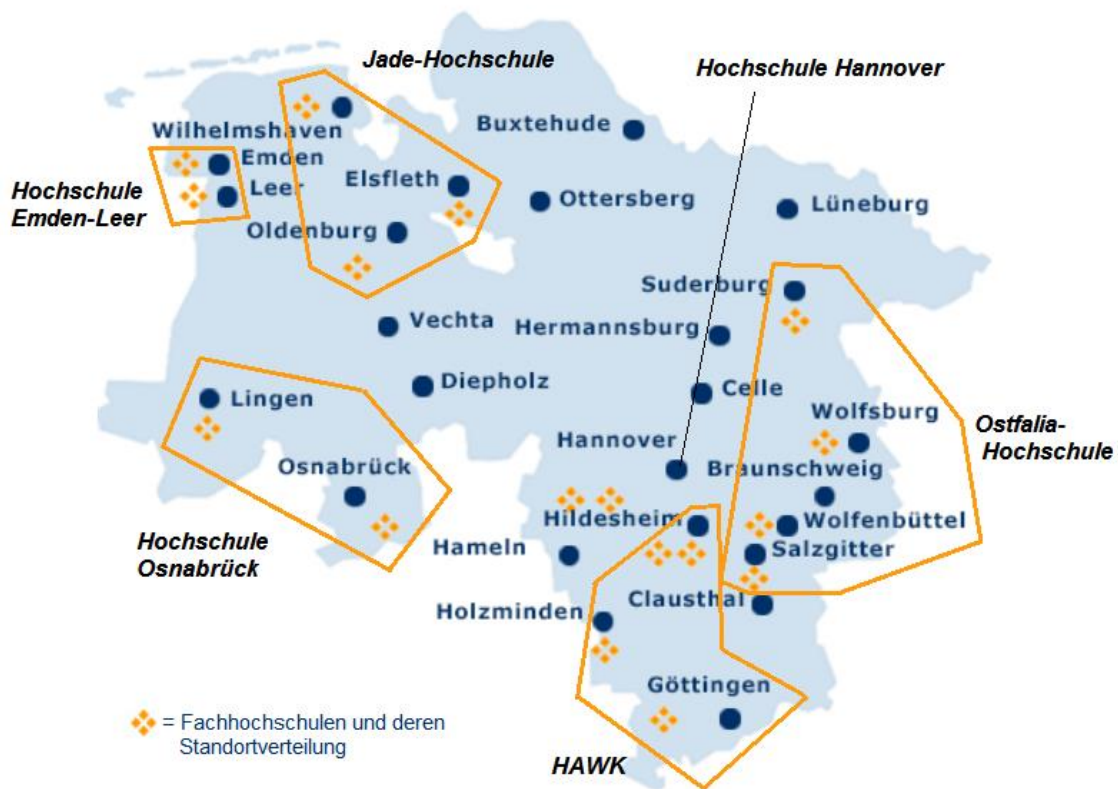 Jade-Hochschule
Hochschule Hannover
Wilhelmshaven
Buxtehude
Emden
Hochschule
Emden-Leer
Leer
Elsfleth
Ottersberg
Lüneburg
Oldenburg
Suderburg
Vechta
Hermannsburg
Diepholz
Celle
Lingen
Wolfsburg
Ostfalia-
Hochschule
Hannover
Braunschweig
Osnabrück
Hildesheim
Wolfenbüttel
Hochschule
Osnabrück
Hameln
Salzgitter
Holzminden
Clausthal
Göttingen
= Fachhochschulen und deren
Standortverteilung
HAWK